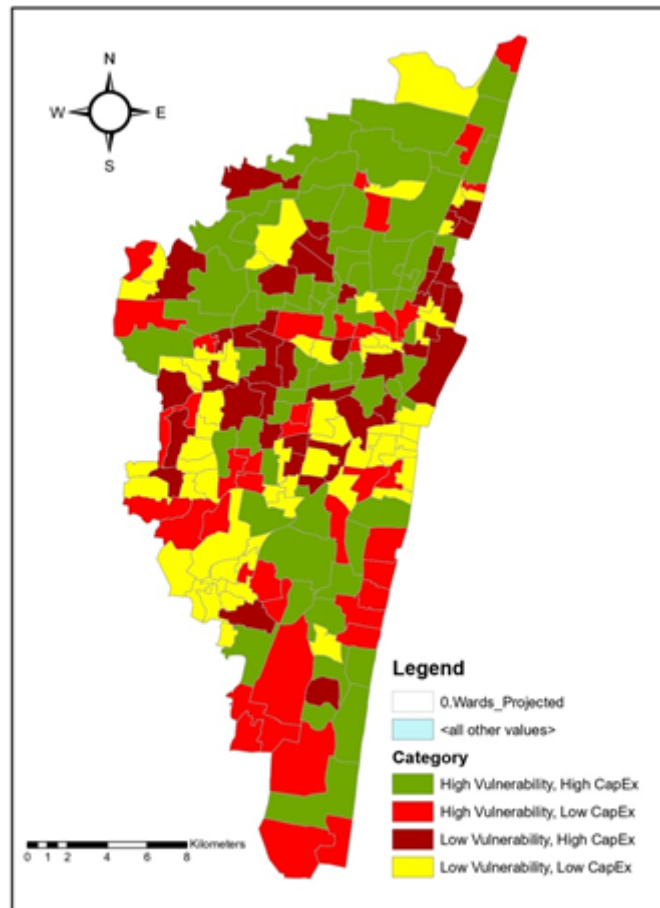 N
W E
S
Legend
0.Wards_Projected
<all other values>
Category
High Vulnerability, High CapEx
High Vulnerability, Low CapEx
Low Vulnerability, High CapEx
Low Vulnerability, Low CapEx
Kilometers
0 1 2 4 6 8